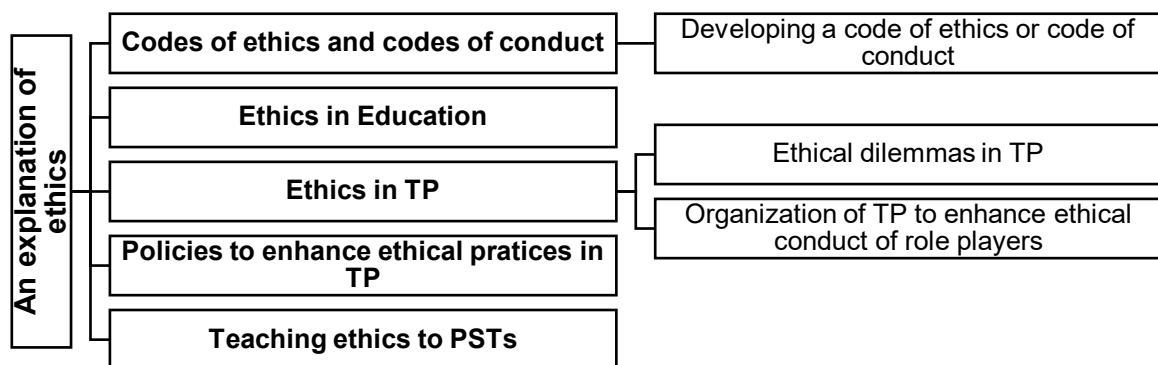 An explanation of
ethics
Codes of ethics and codes of conduct
Developing a code of ethics or code of
conduct
Ethics in Education
Ethics in TP
Ethical dilemmas in TP
Organization of TP to enhance ethical
conduct of role players
Policies to enhance ethical pratices in
TP
Teaching ethics to PSTs